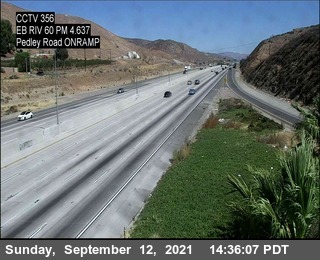 CCTV 356
EB RIV 60 PM 4.637
Pedley Road ONRAMP
Sunday, September 12, 2021 14:36:07 PDT